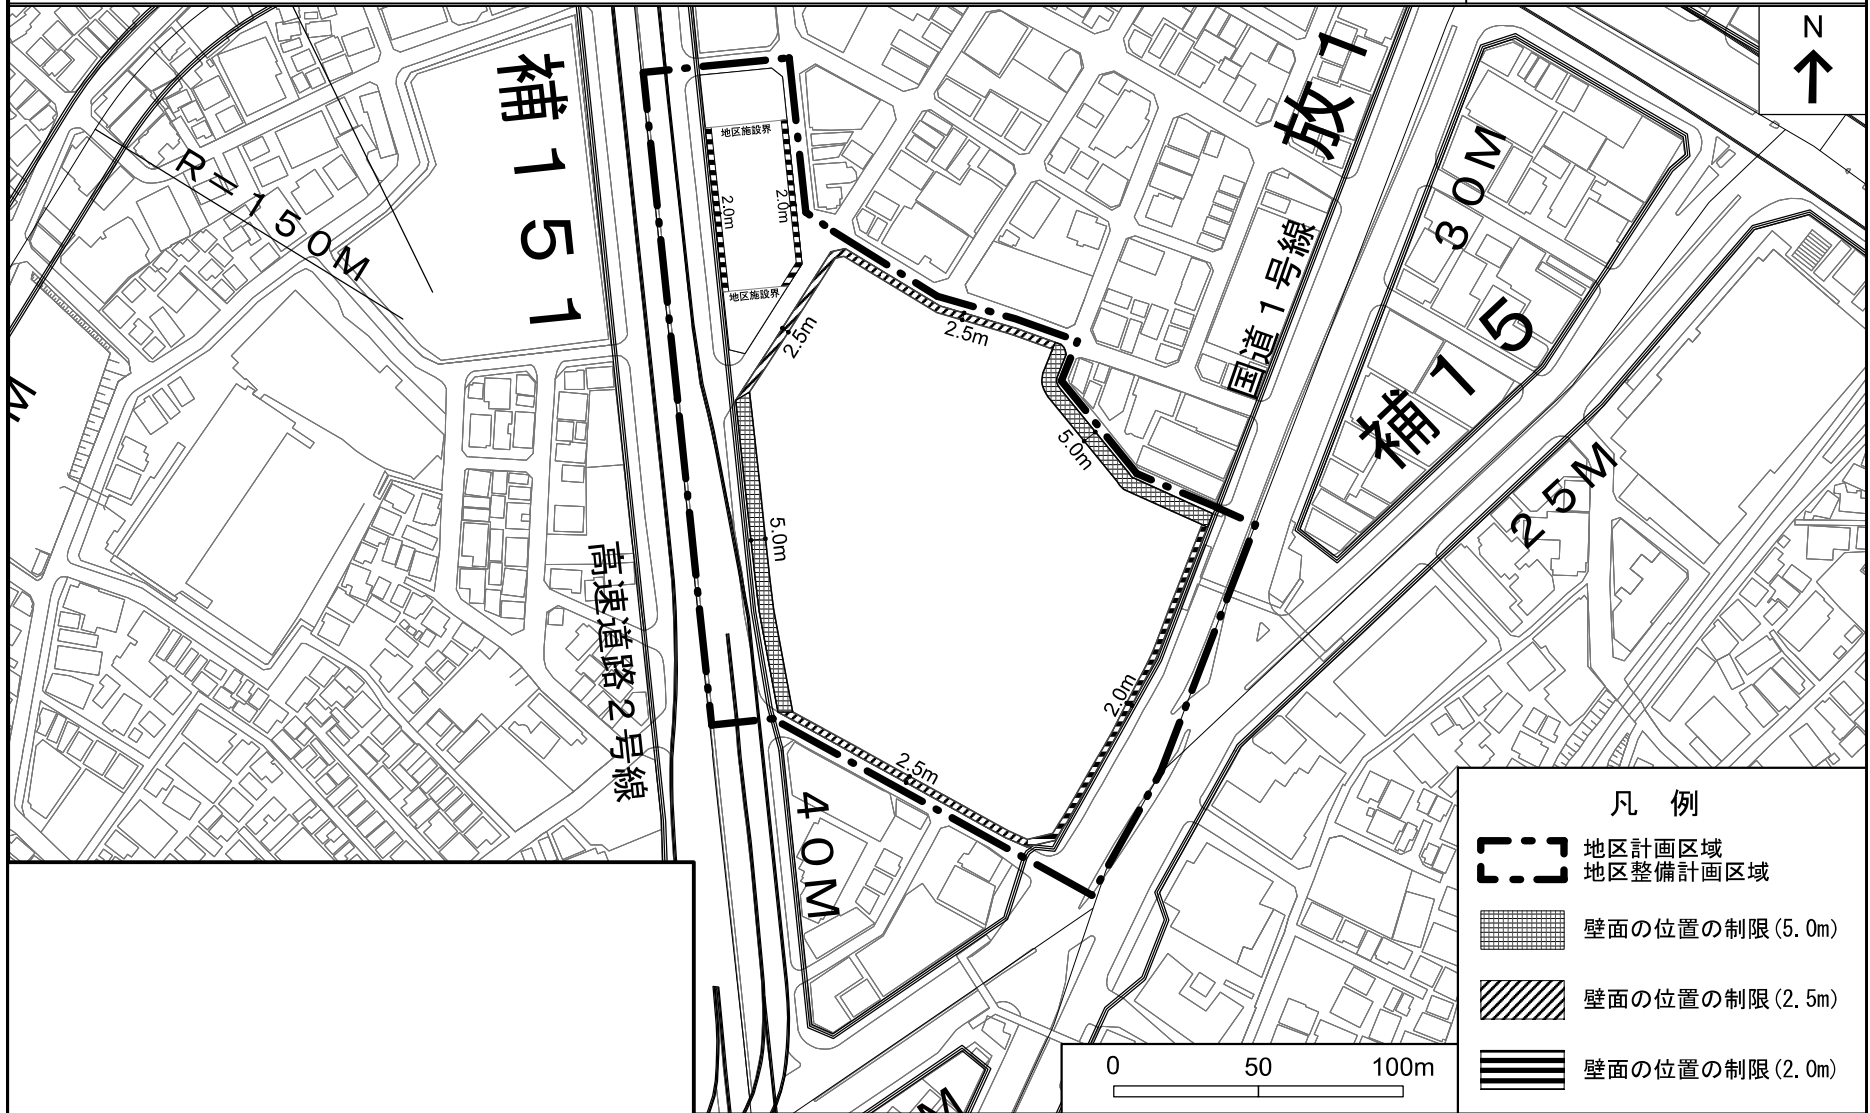 N
補151
放1
R≒150M
地区施設界
2.0m
2.0m
30M
国道1号線
地区施設界
2.5m
2.5m
補15
M
5.0m
25M
5.0m
高速道路2号線
2.0m
2.5m
40M
凡 例
地区計画区域
地区整備計画区域
壁面の位置の制限(5.0m)
壁面の位置の制限(2.5m)
壁面の位置の制限(2.0m)
0 50 100m
M